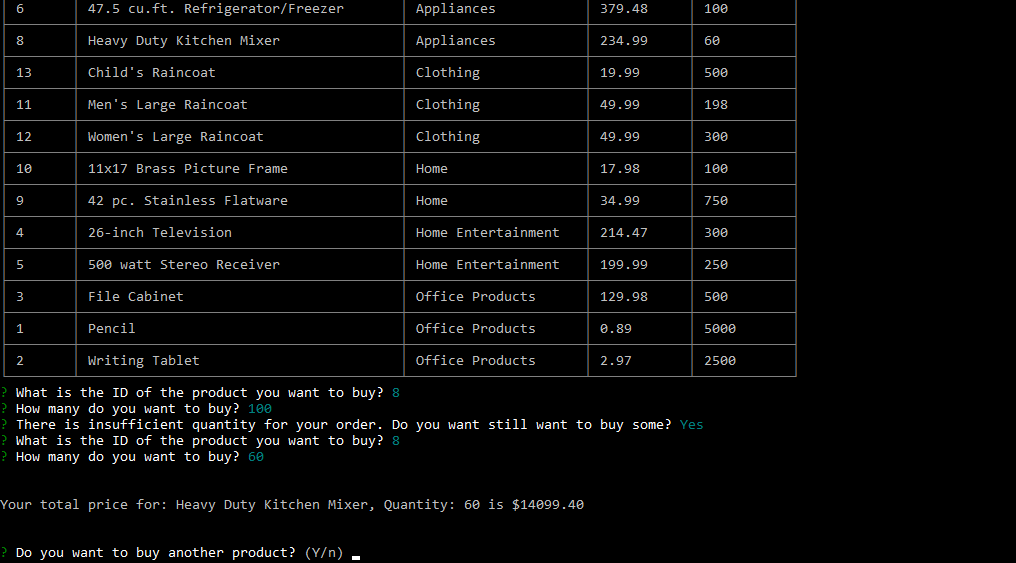 6 47.5 cu.ft. Refrigerator/Freezer Appliances 379.48 100
8 Heavy Duty Kitchen Mixer Appliances 234.99 60
13 Child's Raincoat Clothing 19.99 500
11 Men's Large Raincoat Clothing 49.99 198
12 Women's Large Raincoat Clothing 49.99 300
10 11x17 Brass Picture Frame Home 17.98 100
9 42 pc. Stainless Flatware Home 34.99 750
4 26-inch Television Home Entertainment 214.47 300
5 500 watt Stereo Receiver Home Entertainment 199.99 250
3 File Cabinet Office Products 129.98 500
1 Pencil Office Products 0.89 5000
2 Writing Tablet Office Products 2.97 2500
? What is the ID of the product you want to buy? 8
? How many do you want to buy? 100
? There is insufficient quantity for your order. Do you want still want to buy some? Yes
? What is the ID of the product you want to buy? 8
? How many do you want to buy? 60
Your total price for: Heavy Duty Kitchen Mixer, Quantity: 60 is $14099.40
? Do you want to buy another product? (Y/n)